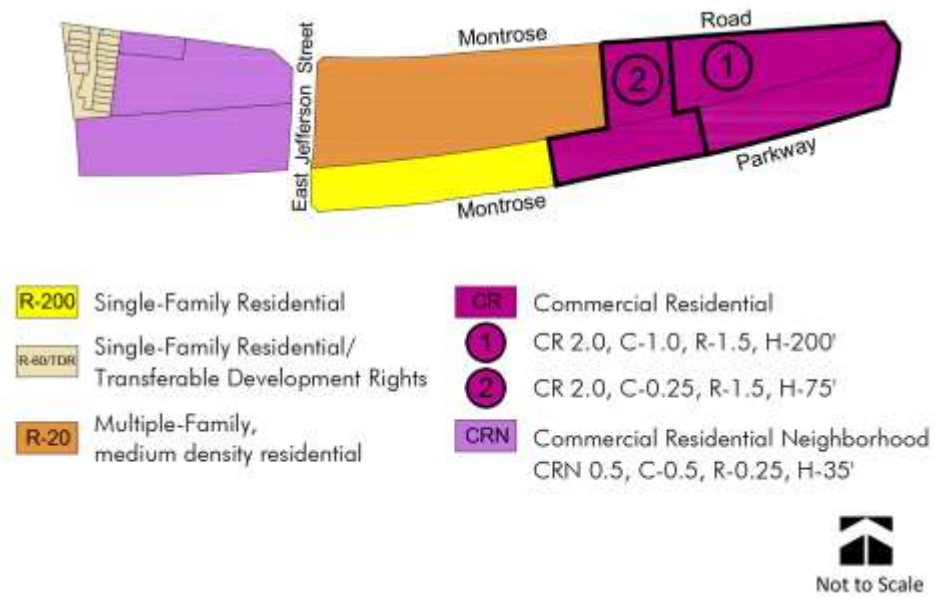 Montrose Road
East Jefferson Street
2
1
Montrose Parkway
R-200 Single-Family Residential
R-60/TDR Single-Family Residential/
Transferable Development Rights
R-20 Multiple-Family,
medium density residential
CR Commercial Residential
1 CR 2.0, C-1.0, R-1.5, H-200'
2 CR 2.0, C-0.25, R-1.5, H-75'
CRN Commercial Residential Neighborhood
CRN 0.5, C-0.5, R-0.25, H-35'
Not to Scale